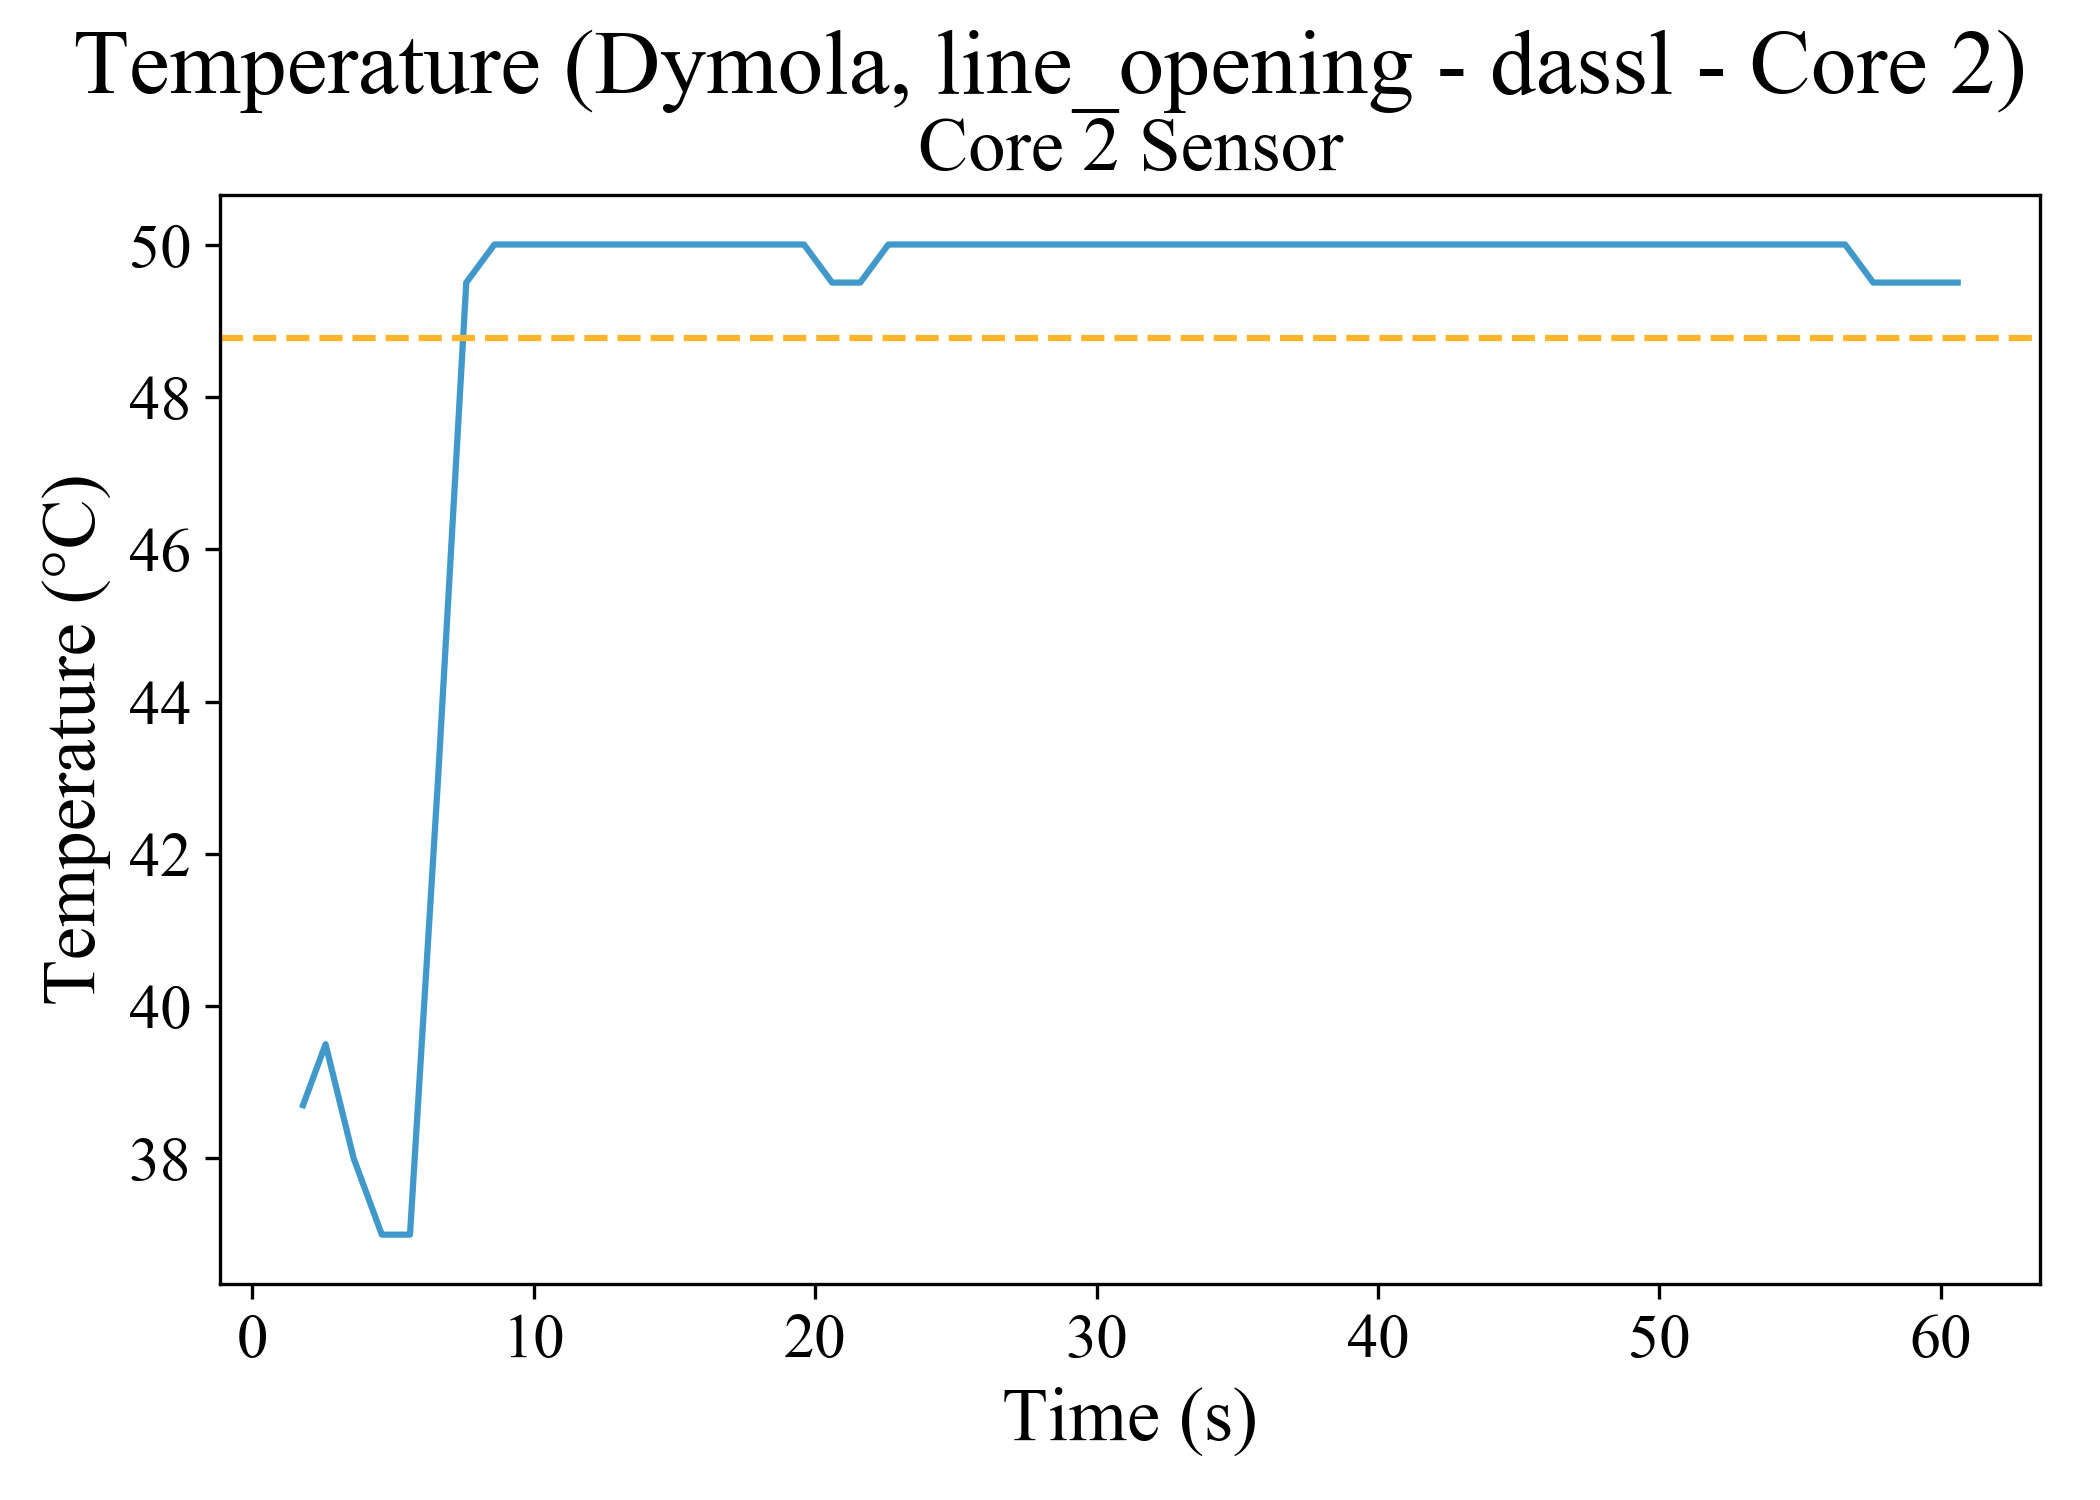 Temperature (Dymola, line_opening - dassl - Core 2)
Core 2 Sensor
50
48
46
44
42
40
38
Temperature (°C)
0 10 20 30 40 50 60
Time (s)